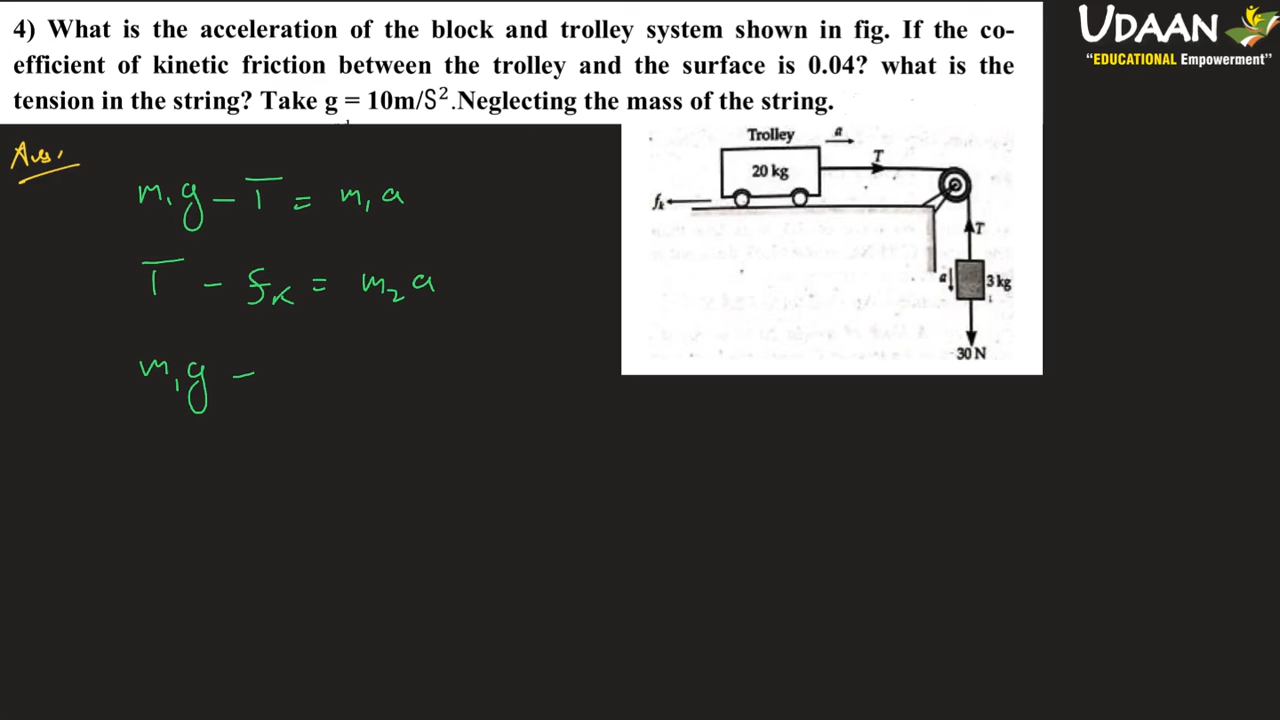 4) What is the acceleration of the block and trolley system shown in fig. If the co-
efficient of kinetic friction between the trolley and the surface is 0.04? what is the
tension in the string? Take g = 10m/S².Neglecting the mass of the string.
UDAAN
“EDUCATIONAL Empowerment”
Ans.
m₁g - T = m₁a
T - fₖ = m₂a
m₁g -
Trolley
a
20 kg
T
fₖ
T
a
3 kg
30 N